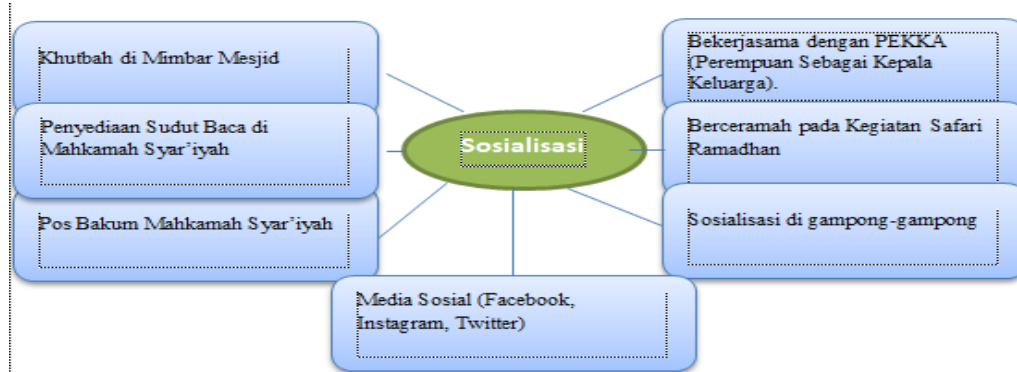 Khutbah di Mimbar Mesjid
Penyediaan Sudut Baca di
Mahkamah Syar’iyah
Pos Bakum Mahkamah Syar’iyah
Sosialisasi
Bekerjasama dengan PEKKA
(Perempuan Sebagai Kepala
Keluarga).
Berceramah pada Kegiatan Safari
Ramadhan
Sosialisasi di gampong-gampong
Media Sosial (Facebook,
Instagram, Twitter)